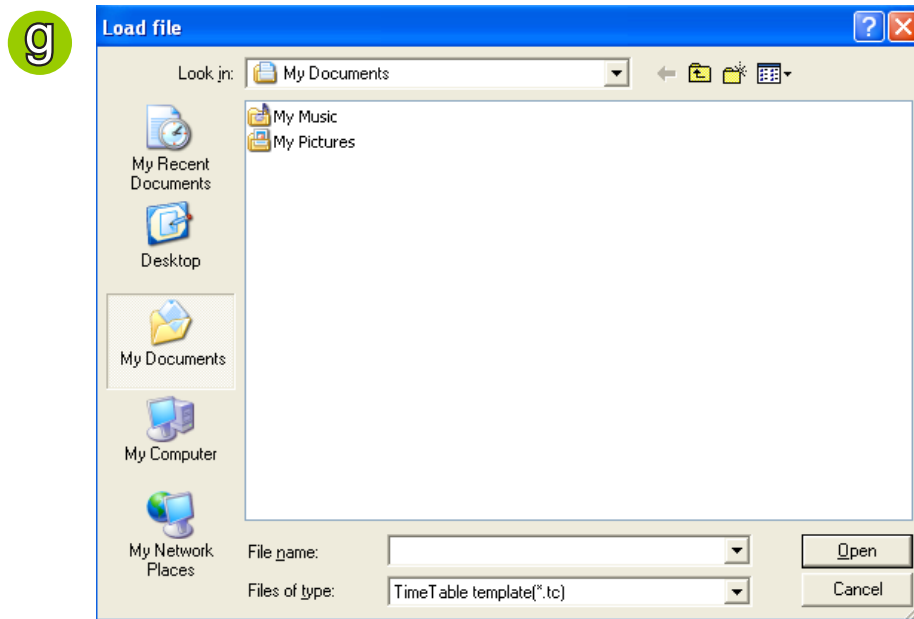 g
Load file
?
Look in:
My Documents
My Music
My Pictures
My Recent
Documents
Desktop
My Documents
My Computer
My Network
Places
File name:
Open
Files of type:
TimeTable template(*.tc)
Cancel